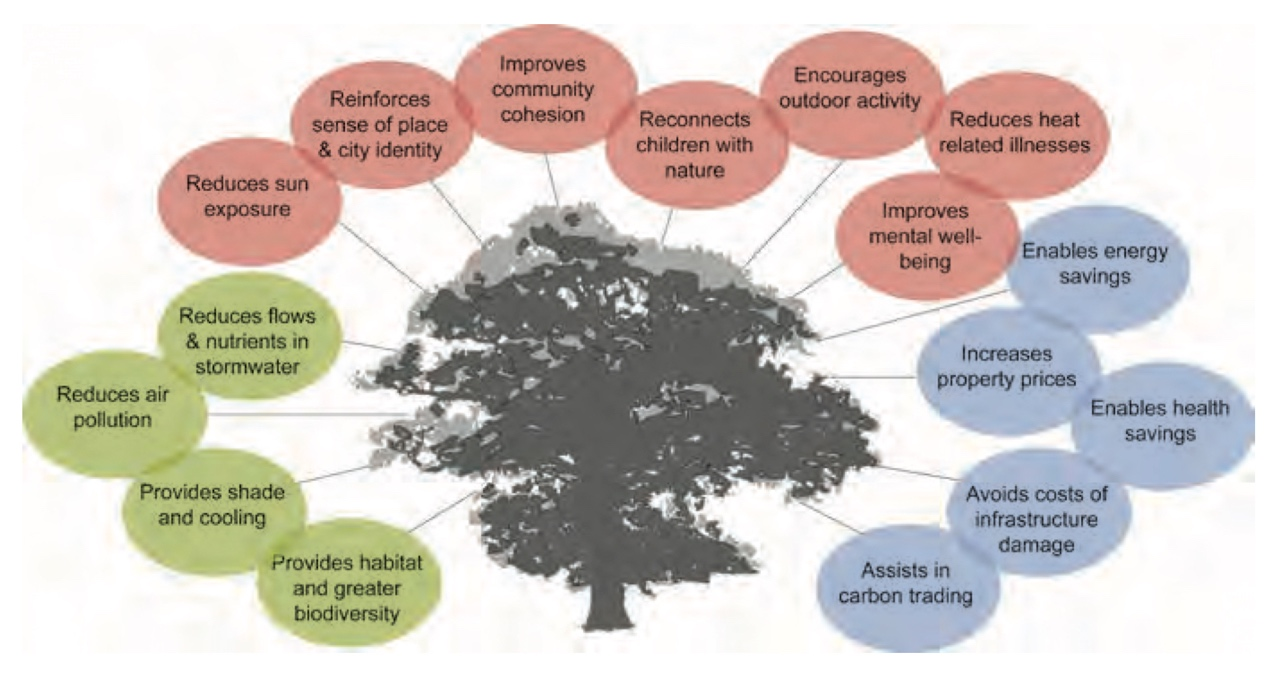 Improves
community
cohesion
Encourages
outdoor activity
Reinforces
sense of place
& city identity
Reconnects
children with
nature
Reduces heat
related illnesses
Reduces sun
exposure
Improves
mental well-
being
Enables energy
savings
Reduces flows
& nutrients in
stormwater
Increases
property prices
Reduces air
pollution
Enables health
savings
Provides shade
and cooling
Avoids costs of
infrastructure
damage
Provides habitat
and greater
biodiversity
Assists in
carbon trading